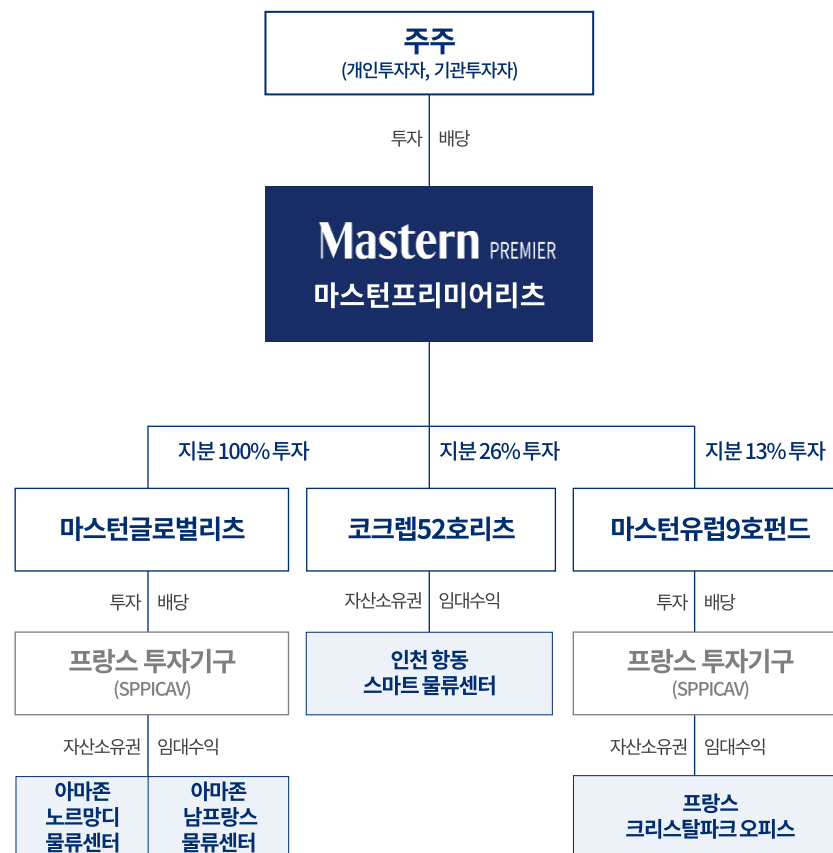 주주
(개인투자자, 기관투자자)
투자 배당
Mastern PREMIER
마스턴프리미어리츠
지분 100% 투자
지분 26% 투자
지분 13% 투자
마스턴글로벌리츠
코크렙52호리츠
마스턴유럽9호펀드
투자 배당
자산소유권 임대수익
투자 배당
프랑스 투자기구
(SPPICAV)
인천 항동
스마트 물류센터
프랑스 투자기구
(SPPICAV)
자산소유권 임대수익
자산소유권 임대수익
아마존
노르망디
물류센터
아마존
남프랑스
물류센터
프랑스
크리스탈파크 오피스